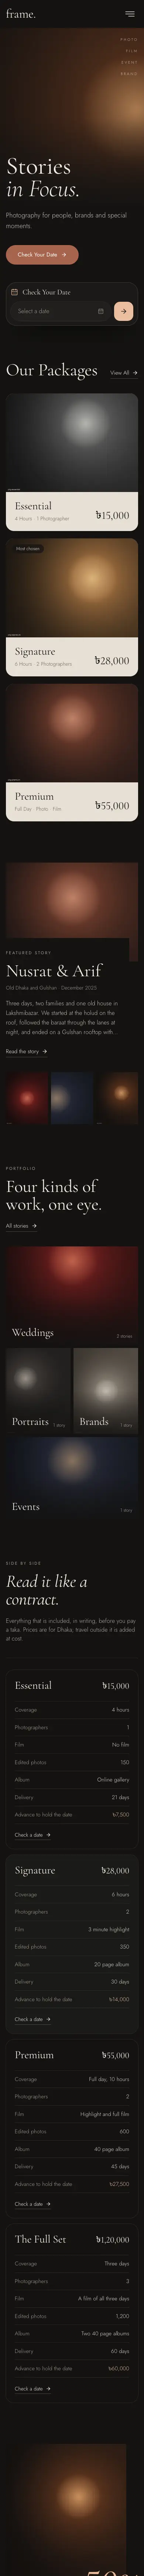 frame.
PHOTO
FILM
EVENT
BRAND
Stories
in Focus.
Photography for people, brands and special
moments.
Check Your Date →
Check Your Date
Select a date
Our Packages
View All →
Essential
4 Hours · 1 Photographer
৳15,000
Most chosen
Signature
6 Hours · 2 Photographers
৳28,000
Premium
Full Day · Photo · Film
৳55,000
FEATURED STORY
Nusrat & Arif
Old Dhaka and Gulshan · December 2025
Three days, two families and one old house in
Lakshmibazar. We started at the holud on the
roof, followed the baraat through the lanes at
night, and ended on a Gulshan rooftop with…
Read the story →
PORTFOLIO
Four kinds of
work, one eye.
All stories →
Weddings
3 stories
Portraits
1 story
Brands
1 story
Events
1 story
SIDE BY SIDE
Read it like a
contract.
Everything that is included, in writing, before you pay
a taka. Prices are for Dhaka; travel outside it is added
at cost.
Essential ৳15,000
Coverage 4 hours
Photographers 1
Film No film
Edited photos 150
Album Online gallery
Delivery 21 days
Advance to hold the date ৳7,500
Check a date →
Signature ৳28,000
Coverage 6 hours
Photographers 2
Film 3 minute highlight
Edited photos 350
Album 20 page album
Delivery 30 days
Advance to hold the date ৳14,000
Check a date →
Premium ৳55,000
Coverage Full day, 10 hours
Photographers 2
Film Highlight and full film
Edited photos 600
Album 40 page album
Delivery 45 days
Advance to hold the date ৳27,500
Check a date →
The Full Set ৳1,20,000
Coverage Three days
Photographers 3
Film A film of all three days
Edited photos 1,200
Album Two 40 page albums
Delivery 60 days
Advance to hold the date ৳60,000
Check a date →